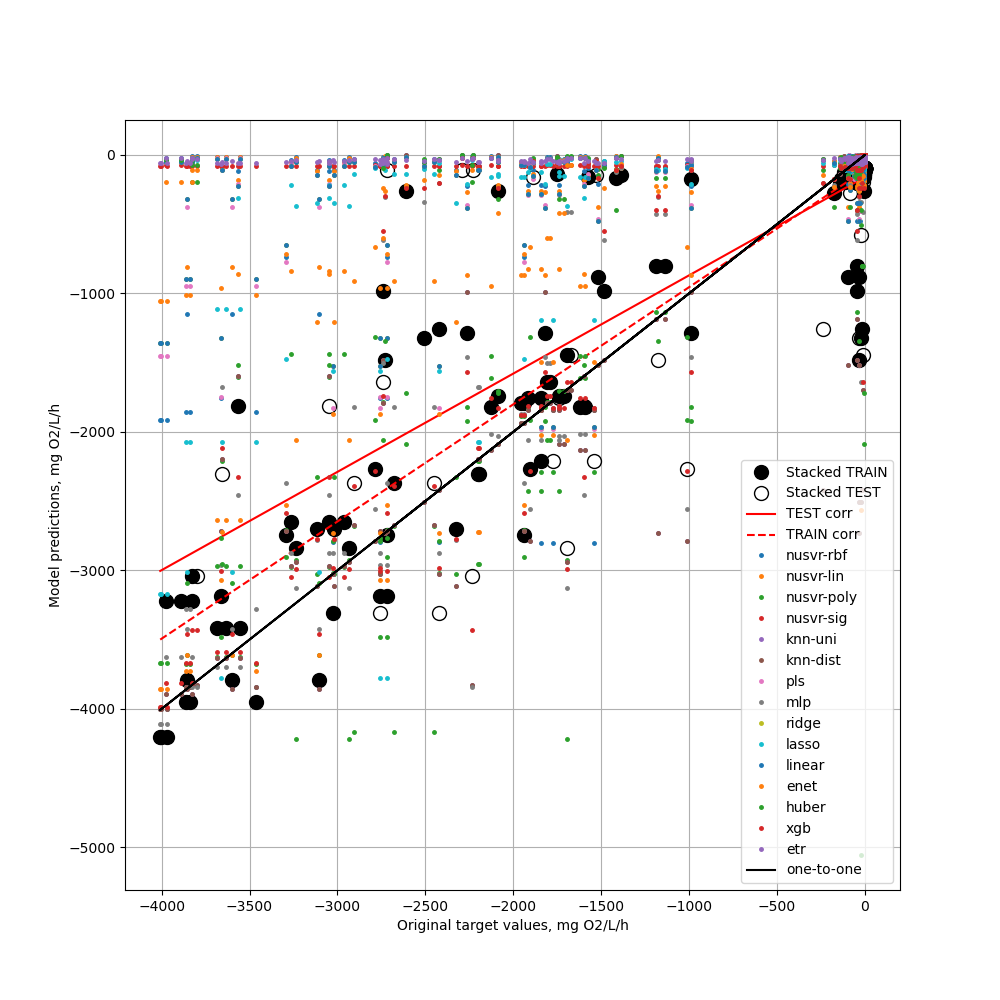 0
−1000
−2000
−3000
−4000
−5000
Model predictions, mg O2/L/h
−4000 −3500 −3000 −2500 −2000 −1500 −1000 −500 0
Original target values, mg O2/L/h
Stacked TRAIN
Stacked TEST
TEST corr
TRAIN corr
nusvr-rbf
nusvr-lin
nusvr-poly
nusvr-sig
knn-uni
knn-dist
pls
mlp
ridge
lasso
linear
enet
huber
xgb
etr
one-to-one